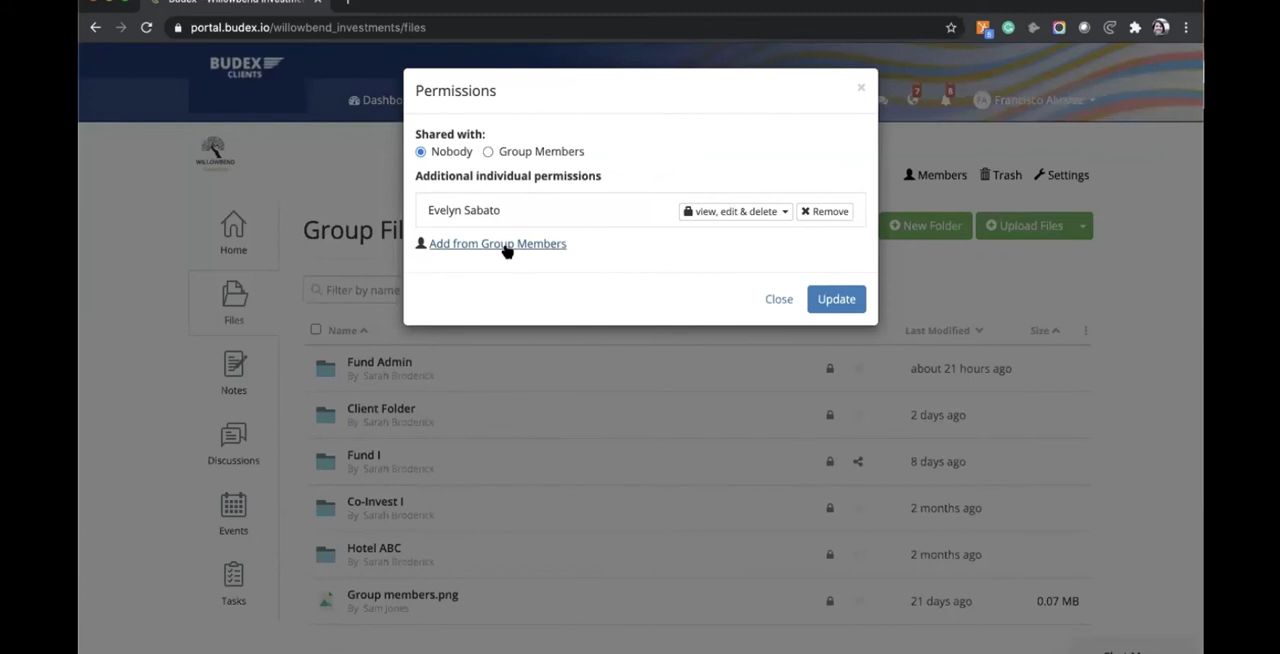 portal.budex.io/willowbend_investments/files
BUDEX
CLIENTS
Dashbo
7
Francisco
WILLOWBEND
Permissions
×
Shared with:
Nobody Group Members
Additional individual permissions
Evelyn Sabato view, edit & delete Remove
Add from Group Members
Close Update
Members Trash Settings
Home
Files
Notes
Discussions
Events
Tasks
Group Fil New Folder Upload Files
Filter by name
Name Last Modified Size
Fund Admin about 21 hours ago
By: Sarah Broderick
Client Folder 2 days ago
By: Sarah Broderick
Fund I 8 days ago
By: Sarah Broderick
Co-Invest I 2 months ago
By: Sarah Broderick
Hotel ABC 2 months ago
By: Sarah Broderick
Group members.png 21 days ago 0.07 MB
By: Sam Jones